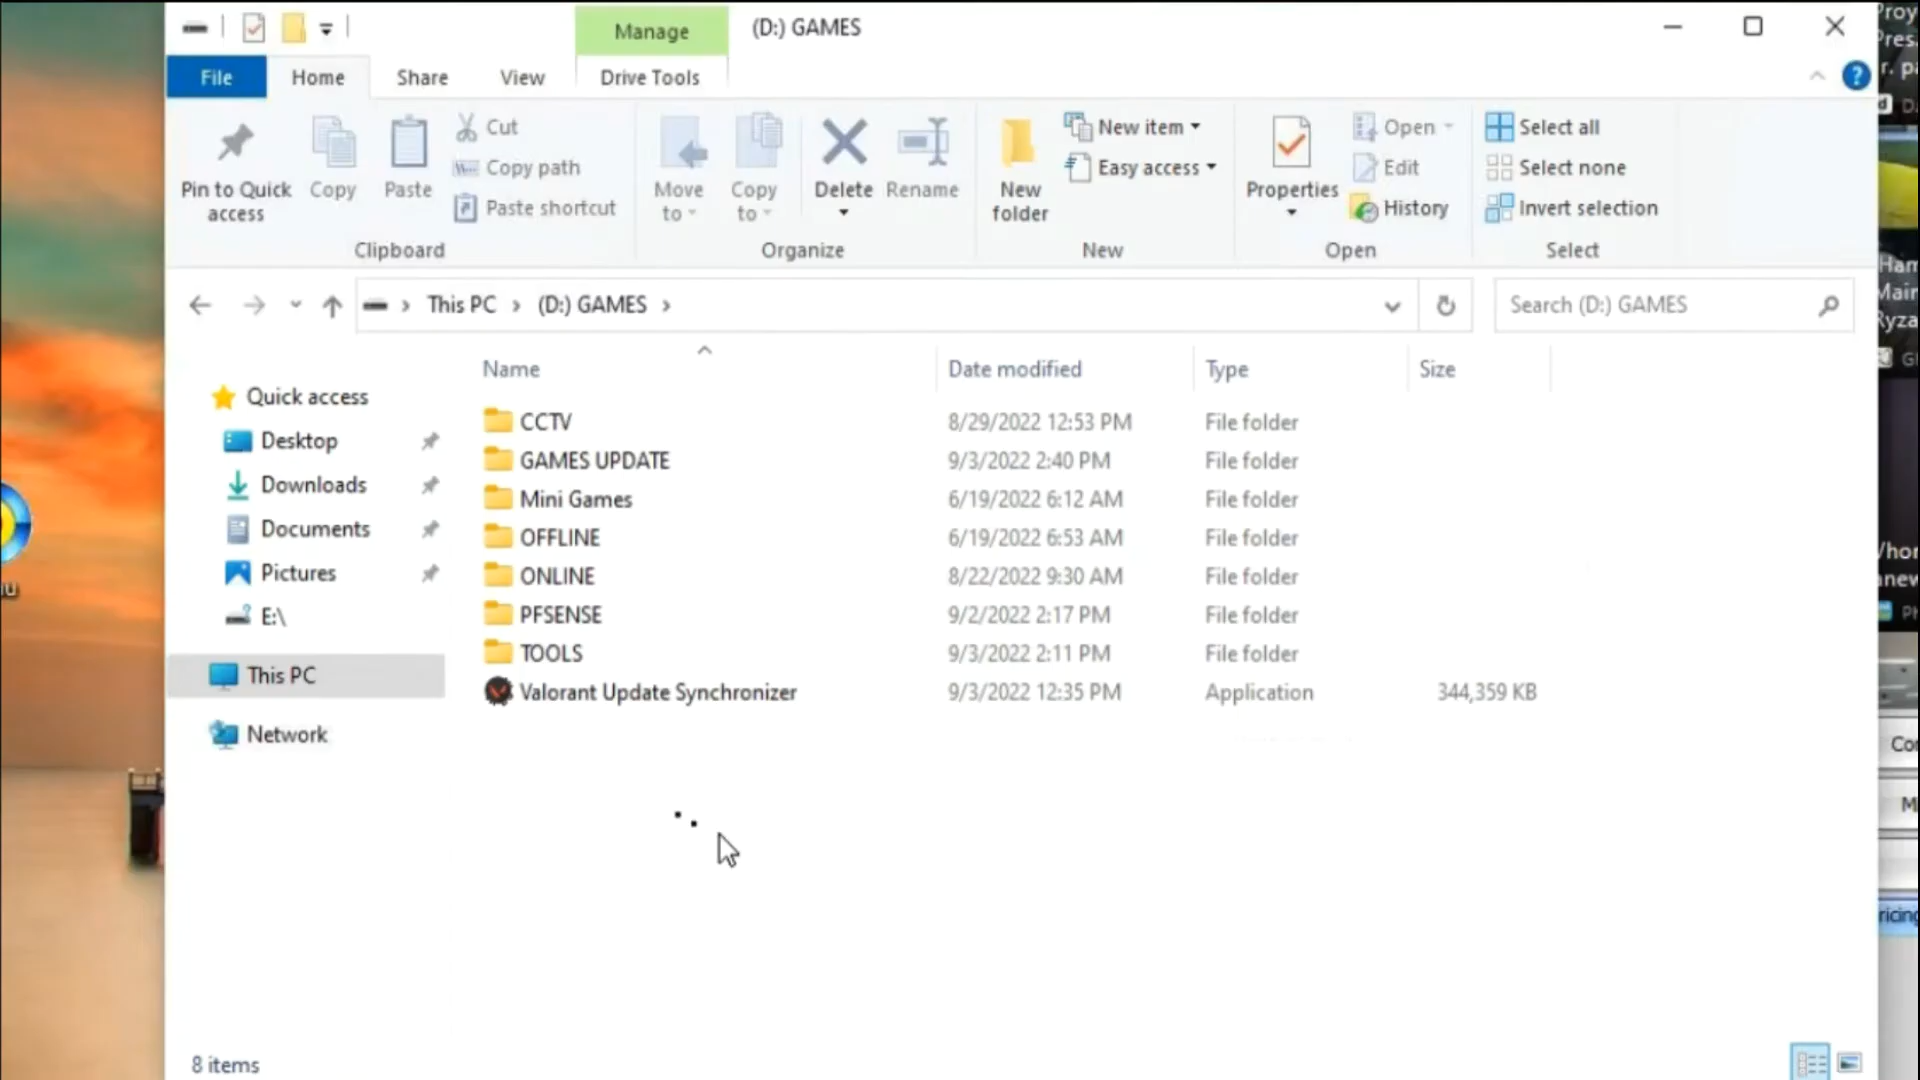 Manage
(D:) GAMES
File
Home
Share
View
Drive Tools
Pin to Quick
access
Copy
Paste
Cut
Copy path
Paste shortcut
Clipboard
Move
to
Copy
to
Delete
Rename
Organize
New
folder
New item
Easy access
New
Properties
Open
Edit
History
Open
Select all
Select none
Invert selection
Select
This PC
(D:) GAMES
Search (D:) GAMES
Name
Date modified
Type
Size
Quick access
Desktop
Downloads
Documents
Pictures
E:\
This PC
Network
CCTV 8/29/2022 12:53 PM File folder
GAMES UPDATE 9/3/2022 2:40 PM File folder
Mini Games 6/19/2022 6:12 AM File folder
OFFLINE 6/19/2022 6:53 AM File folder
ONLINE 8/22/2022 9:30 AM File folder
PFSENSE 9/2/2022 2:17 PM File folder
TOOLS 9/3/2022 2:11 PM File folder
Valorant Update Synchronizer 9/3/2022 12:35 PM Application 344,359 KB
8 items